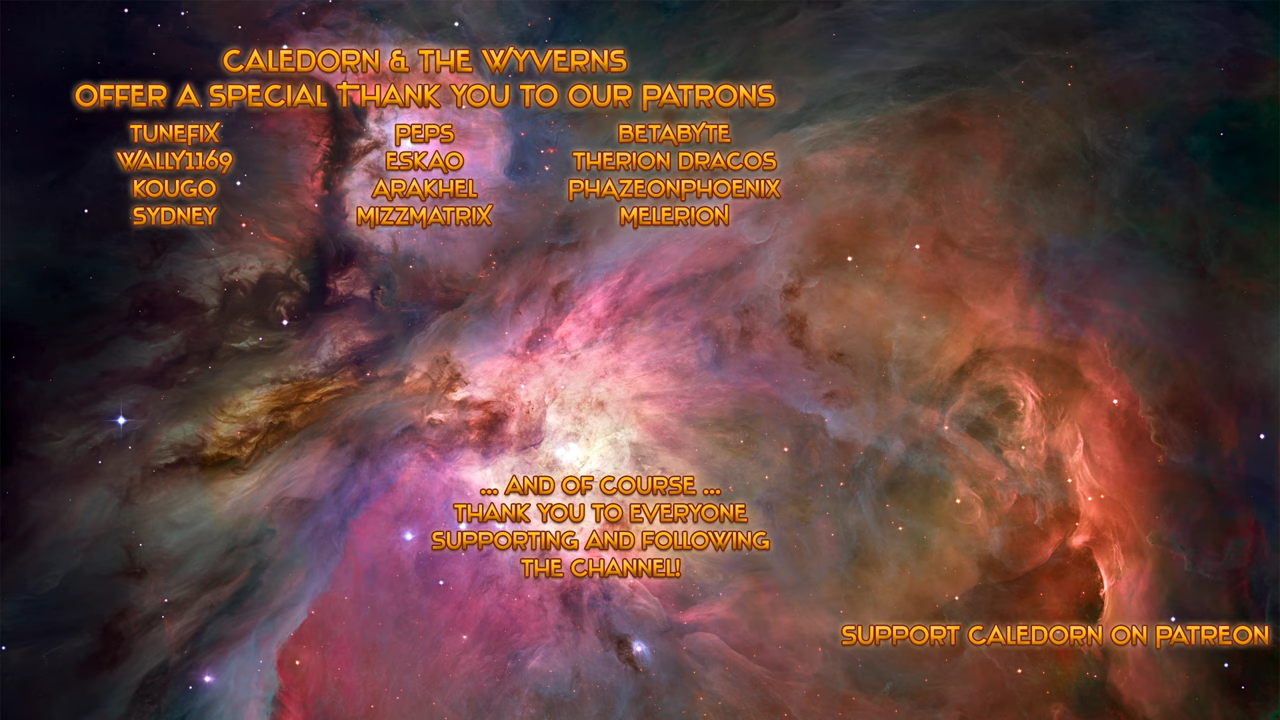 CALEDORN & THE WYVERNS
OFFER A SPECIAL THANK YOU TO OUR PATRONS
TUNEFIX PEPS BETABYTE
WALLY1169 ESKAO THERION DRACOS
KOUGO ARAKHEL PHAZEONPHOENIX
SYDNEY MIZZMATRIX MELERION
... AND OF COURSE ...
THANK YOU TO EVERYONE
SUPPORTING AND FOLLOWING
THE CHANNEL!
SUPPORT CALEDORN ON PATREON